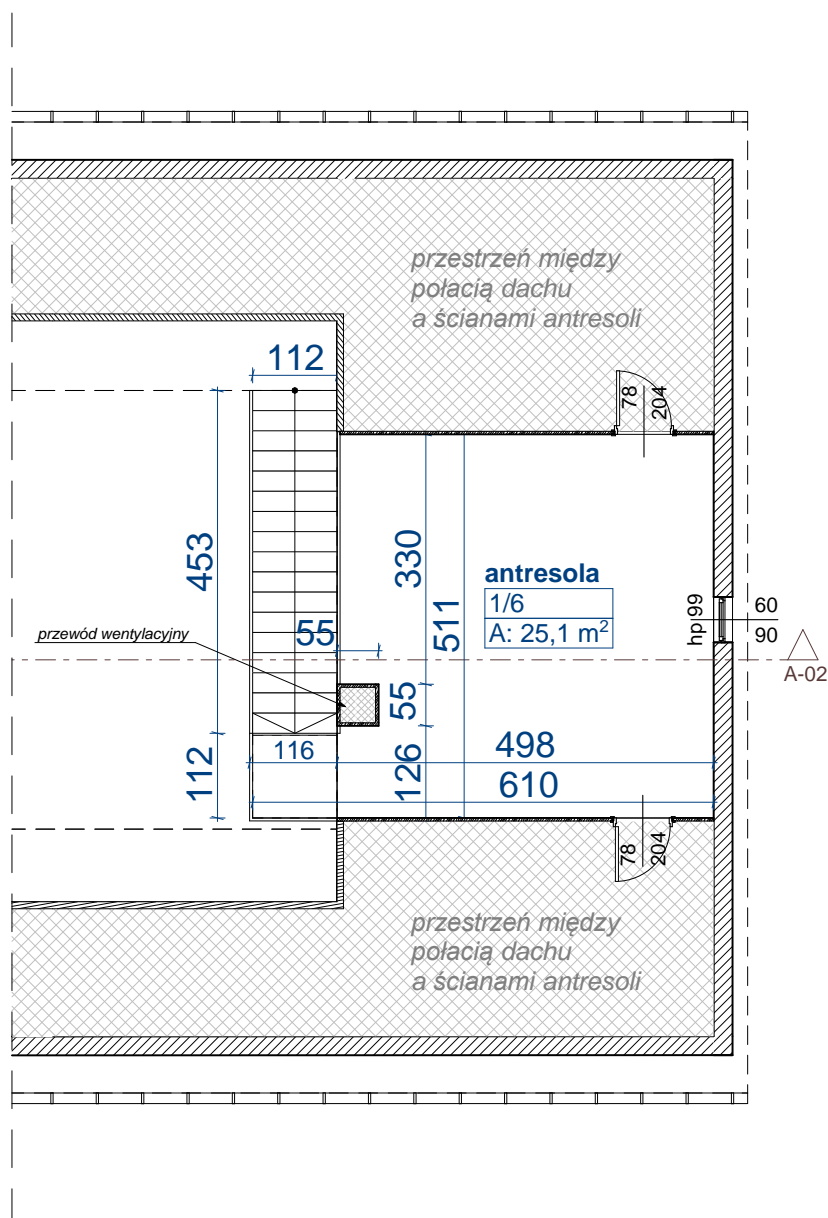 przestrzeń między
połacią dachu
a ścianami antresoli
112
78
204
453
330
511
antresola
1/6
A: 25,1 m²
hp 99
60
90
A-02
przewód wentylacyjny
55
55
112
116
126
498
610
78
204
przestrzeń między
połacią dachu
a ścianami antresoli